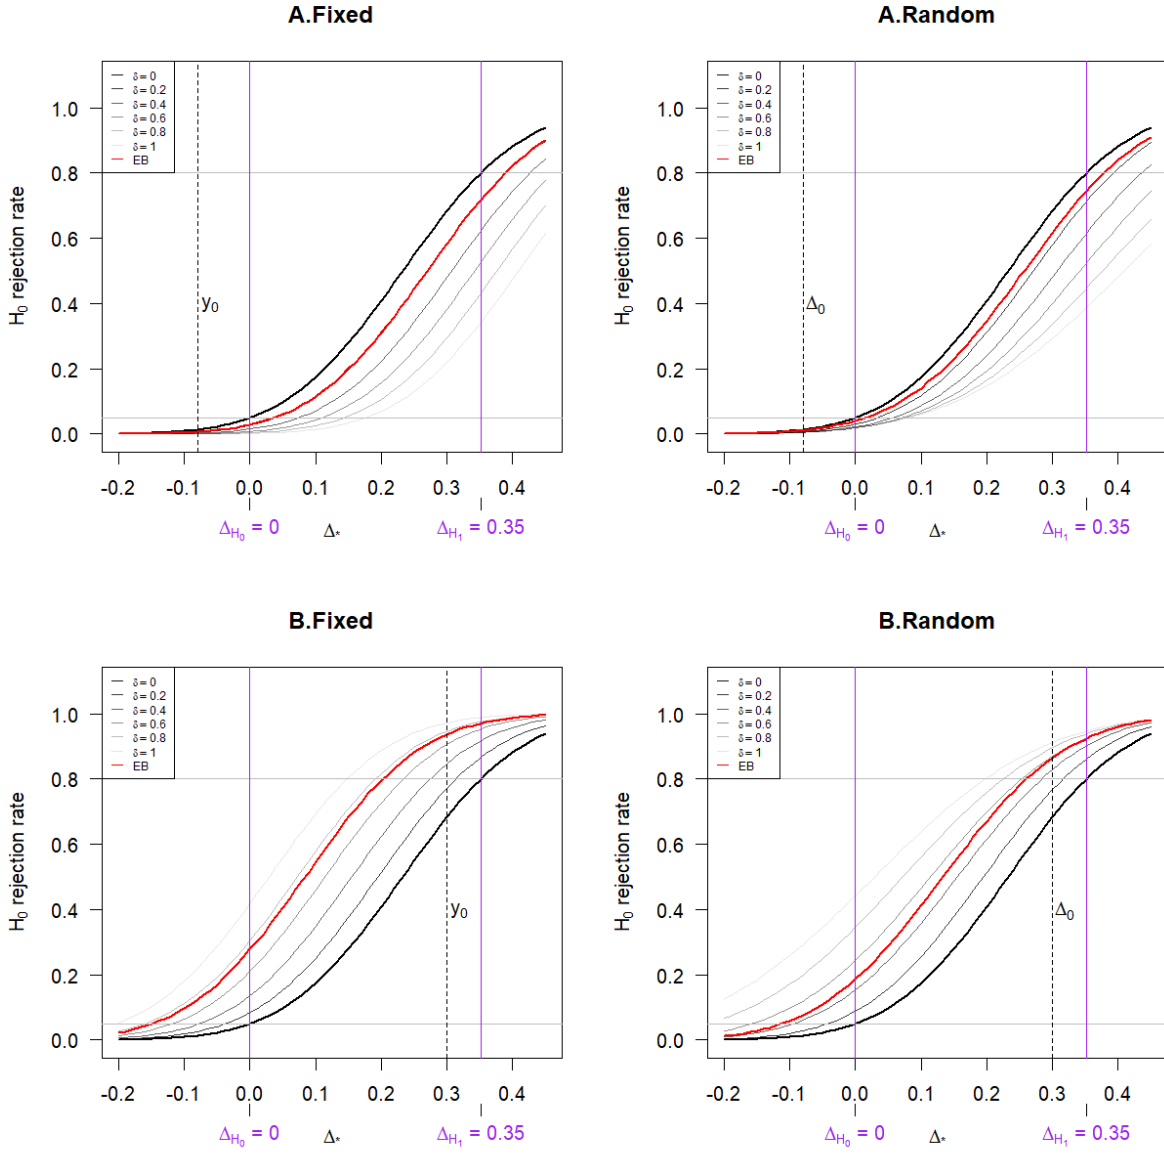 A.Fixed
H0 rejection rate
1.0
0.8
0.6
0.4
0.2
0.0
δ = 0
δ = 0.2
δ = 0.4
δ = 0.6
δ = 0.8
δ = 1
EB
y0
-0.2 -0.1 0.0 0.1 0.2 0.3 0.4
ΔH0 = 0 Δ* ΔH1 = 0.35
A.Random
H0 rejection rate
1.0
0.8
0.6
0.4
0.2
0.0
δ = 0
δ = 0.2
δ = 0.4
δ = 0.6
δ = 0.8
δ = 1
EB
Δ0
-0.2 -0.1 0.0 0.1 0.2 0.3 0.4
ΔH0 = 0 Δ* ΔH1 = 0.35
B.Fixed
H0 rejection rate
1.0
0.8
0.6
0.4
0.2
0.0
δ = 0
δ = 0.2
δ = 0.4
δ = 0.6
δ = 0.8
δ = 1
EB
y0
-0.2 -0.1 0.0 0.1 0.2 0.3 0.4
ΔH0 = 0 Δ* ΔH1 = 0.35
B.Random
H0 rejection rate
1.0
0.8
0.6
0.4
0.2
0.0
δ = 0
δ = 0.2
δ = 0.4
δ = 0.6
δ = 0.8
δ = 1
EB
Δ0
-0.2 -0.1 0.0 0.1 0.2 0.3 0.4
ΔH0 = 0 Δ* ΔH1 = 0.35